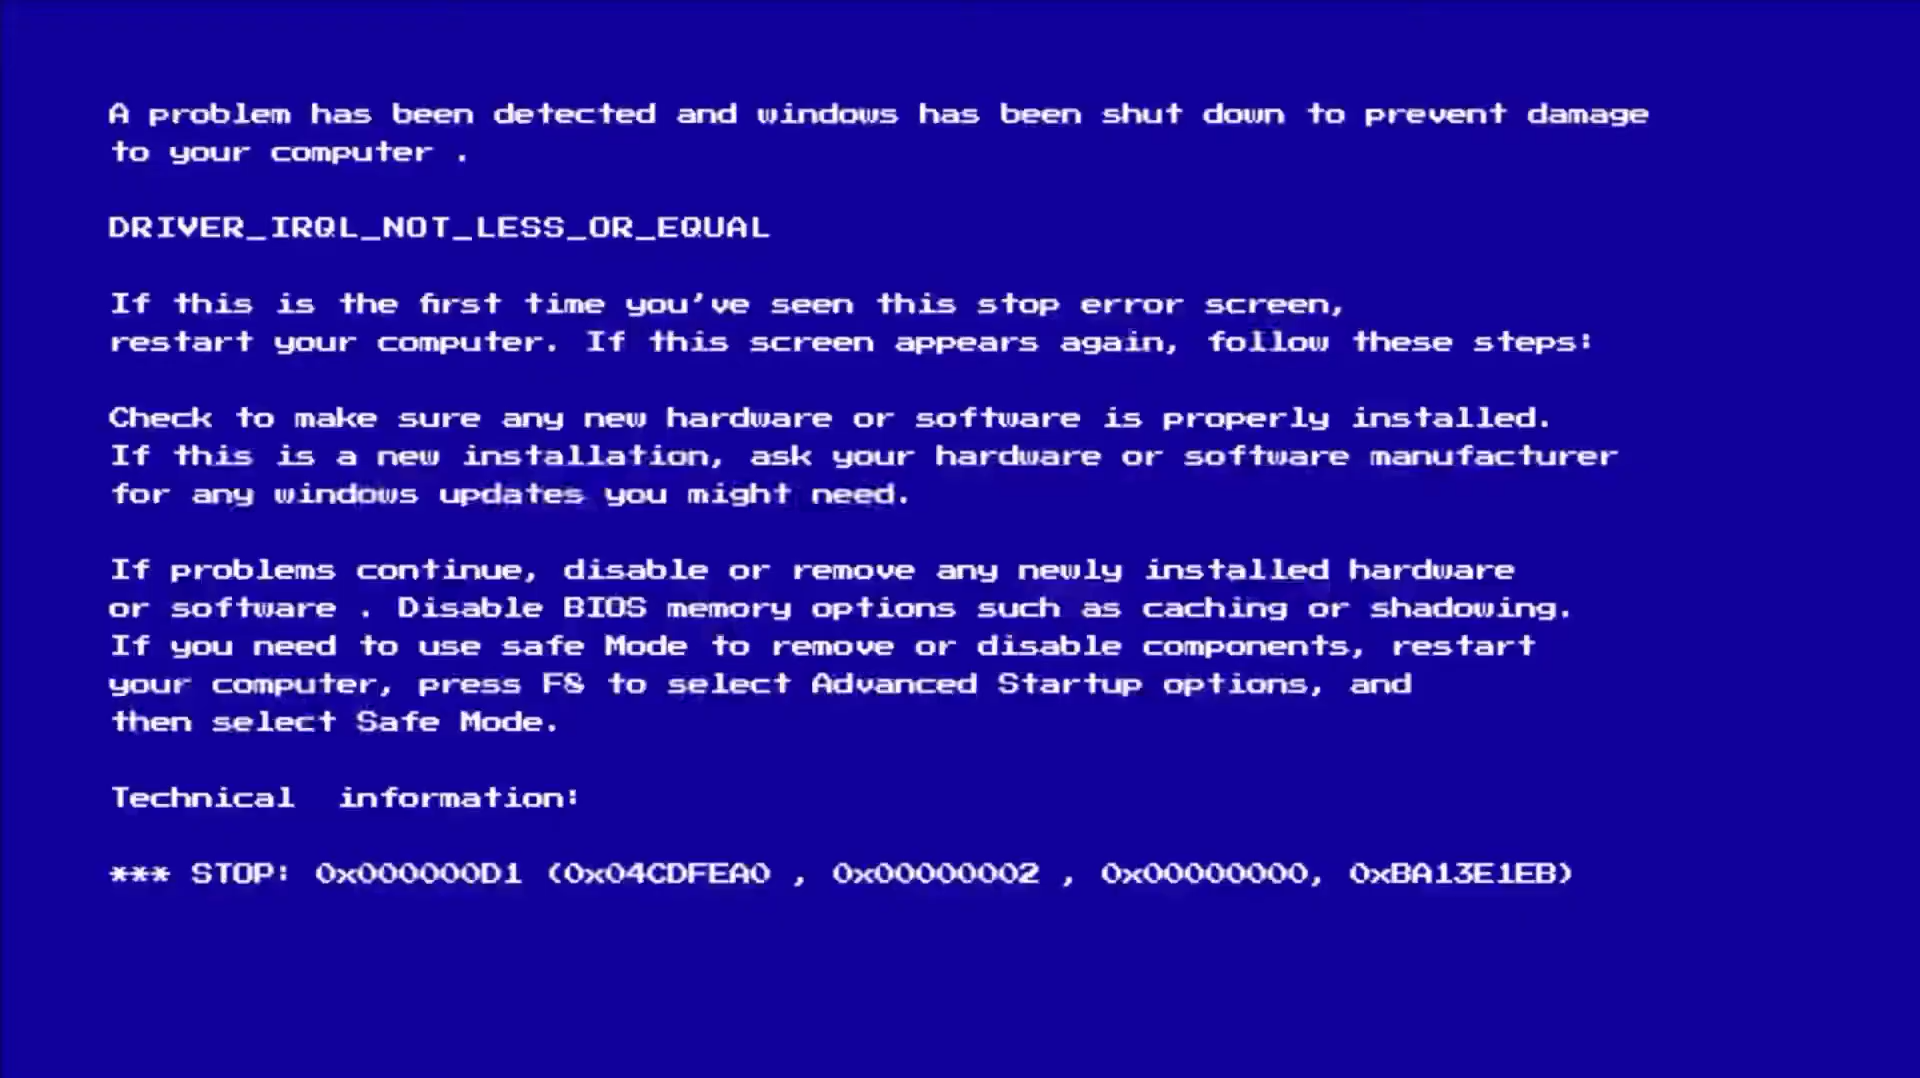 A problem has been detected and windows has been shut down to prevent damage
to your computer .
DRIVER_IRQL_NOT_LESS_OR_EQUAL
If this is the first time you've seen this stop error screen,
restart your computer. If this screen appears again, follow these steps:
Check to make sure any new hardware or software is properly installed.
If this is a new installation, ask your hardware or software manufacturer
for any windows updates you might need.
If problems continue, disable or remove any newly installed hardware
or software . Disable BIOS memory options such as caching or shadowing.
If you need to use safe Mode to remove or disable components, restart
your computer, press F8 to select Advanced Startup options, and
then select Safe Mode.
Technical information:
*** STOP: 0x000000D1 (0x04CDFEA0 , 0x00000002 , 0x00000000, 0xBA13E1EB)